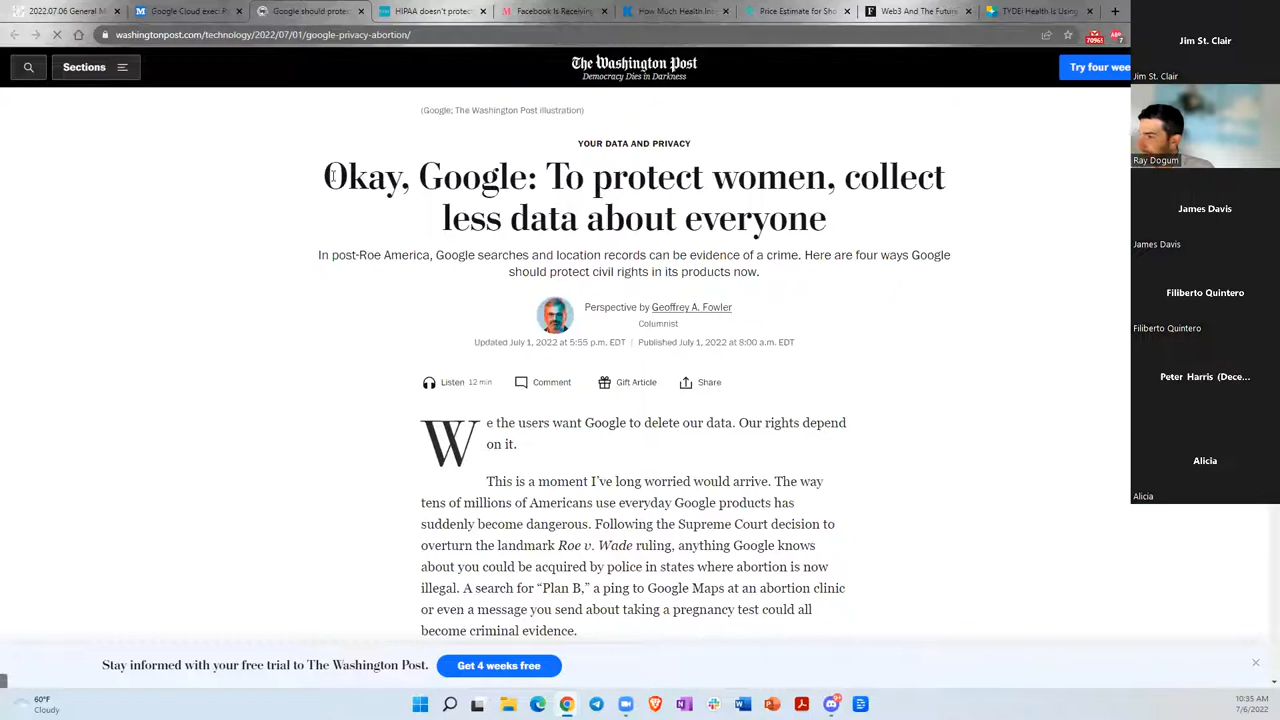 2022.07.06 General M
Google Cloud exec P
Google should protec
HIPAA doesn't protec
Facebook Is Receiving
How Much Health Ins
Price Estimate for Sho
Web3 And The Future
TYDEi Health Is Using
washingtonpost.com/technology/2022/07/01/google-privacy-abortion/
Sections
The Washington Post
Democracy Dies in Darkness
Try four wee
(Google; The Washington Post illustration)
YOUR DATA AND PRIVACY
Okay, Google: To protect women, collect
less data about everyone
In post-Roe America, Google searches and location records can be evidence of a crime. Here are four ways Google
should protect civil rights in its products now.
Perspective by Geoffrey A. Fowler
Columnist
Updated July 1, 2022 at 5:55 p.m. EDT | Published July 1, 2022 at 8:00 a.m. EDT
Listen 12 min
Comment
Gift Article
Share
We the users want Google to delete our data. Our rights depend
on it.
This is a moment I've long worried would arrive. The way
tens of millions of Americans use everyday Google products has
suddenly become dangerous. Following the Supreme Court decision to
overturn the landmark Roe v. Wade ruling, anything Google knows
about you could be acquired by police in states where abortion is now
illegal. A search for “Plan B,” a ping to Google Maps at an abortion clinic
or even a message you send about taking a pregnancy test could all
become criminal evidence.
Stay informed with your free trial to The Washington Post.
Get 4 weeks free
60°F
Cloudy
10:35 AM
7/6/2022
Jim St. Clair
Jim St. Clair
Ray Dogum
James Davis
James Davis
Filiberto Quintero
Filiberto Quintero
Peter Harris (Dece...
Alicia
Alicia